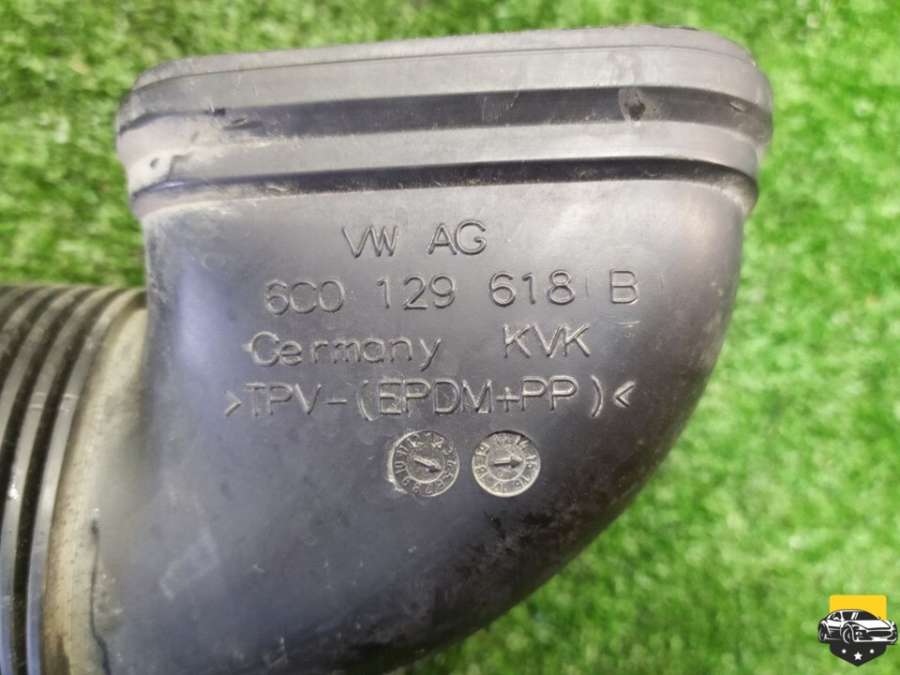 VW AG
6C0 129 618 B
Germany KVK
>TPV-(EPDM+PP)<